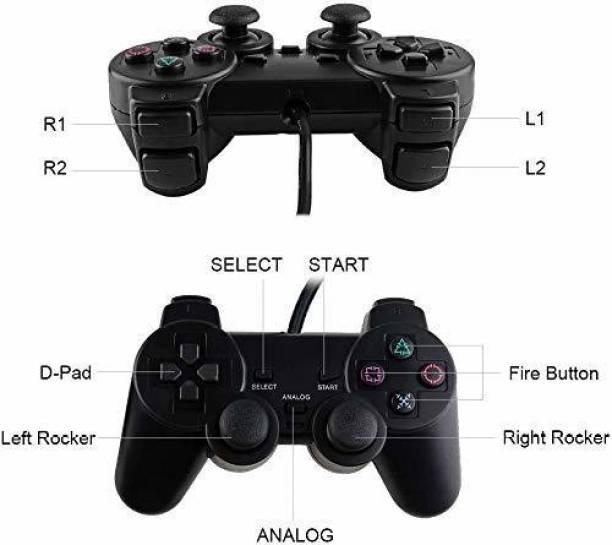 R1
L1
R2
L2
SELECT START
D-Pad
SELECT
START
ANALOG
Fire Button
Left Rocker
Right Rocker
ANALOG